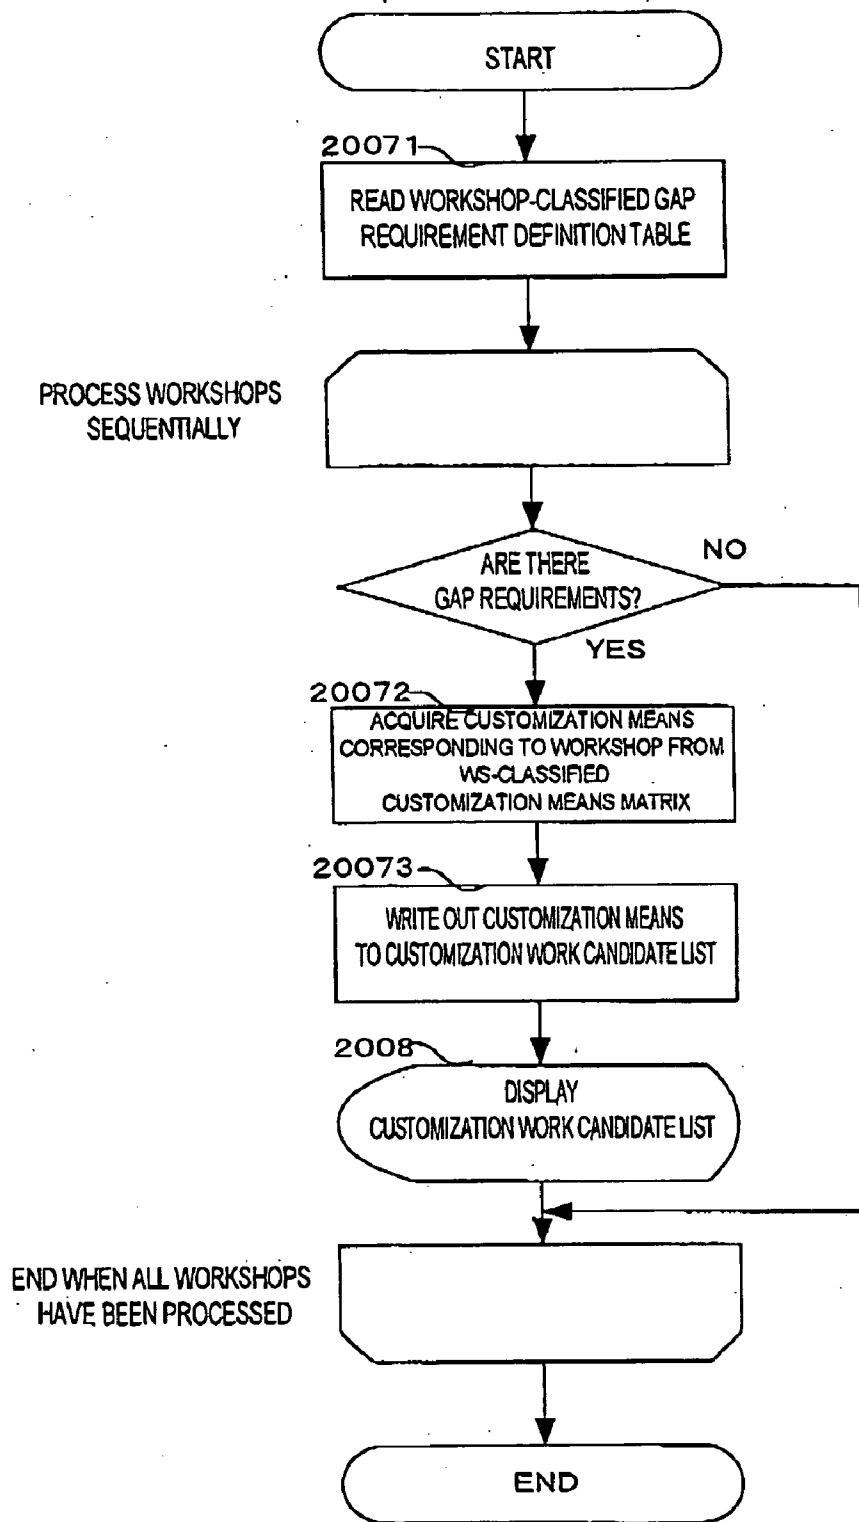 START
20071
READ WORKSHOP-CLASSIFIED GAP
REQUIREMENT DEFINITION TABLE
PROCESS WORKSHOPS
SEQUENTIALLY
ARE THERE
GAP REQUIREMENTS?
NO
YES
20072
ACQUIRE CUSTOMIZATION MEANS
CORRESPONDING TO WORKSHOP FROM
WS-CLASSIFIED
CUSTOMIZATION MEANS MATRIX
20073
WRITE OUT CUSTOMIZATION MEANS
TO CUSTOMIZATION WORK CANDIDATE LIST
2008
DISPLAY
CUSTOMIZATION WORK CANDIDATE LIST
END WHEN ALL WORKSHOPS
HAVE BEEN PROCESSED
END